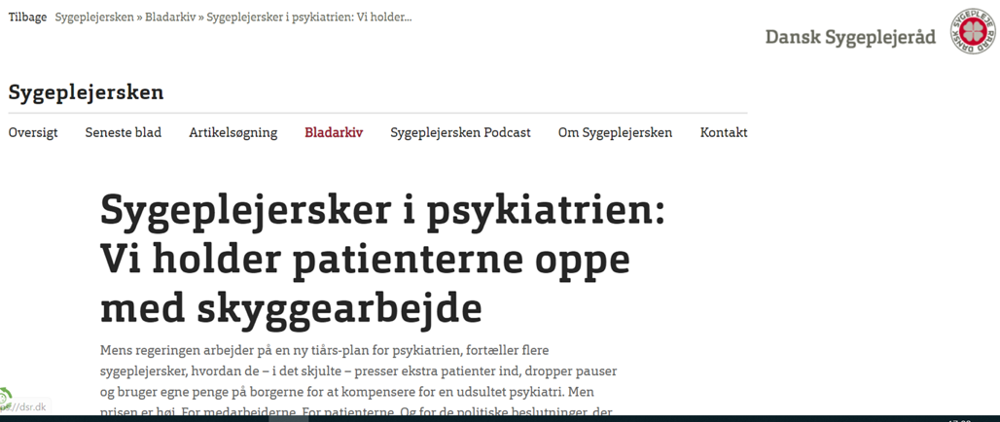 Tilbage Sygeplejersken » Bladarkiv » Sygeplejersker i psykiatrien: Vi holder...
Dansk Sygeplejeråd
SYGEPLEJE RAAD DANSK
Sygeplejersken
Oversigt Seneste blad Artikelsøgning Bladarkiv Sygeplejersken Podcast Om Sygeplejersken Kontakt
Sygeplejersker i psykiatrien:
Vi holder patienterne oppe
med skyggearbejde
Mens regeringen arbejder på en ny tiårs-plan for psykiatrien, fortæller flere
sygeplejersker, hvordan de – i det skjulte – presser ekstra patienter ind, dropper pauser
og bruger egne penge på borgerne for at kompensere for en udsultet psykiatri. Men
prisen er høj. For medarbejderne. For patienterne. Og for de politiske beslutninger, der
ps://dsr.dk